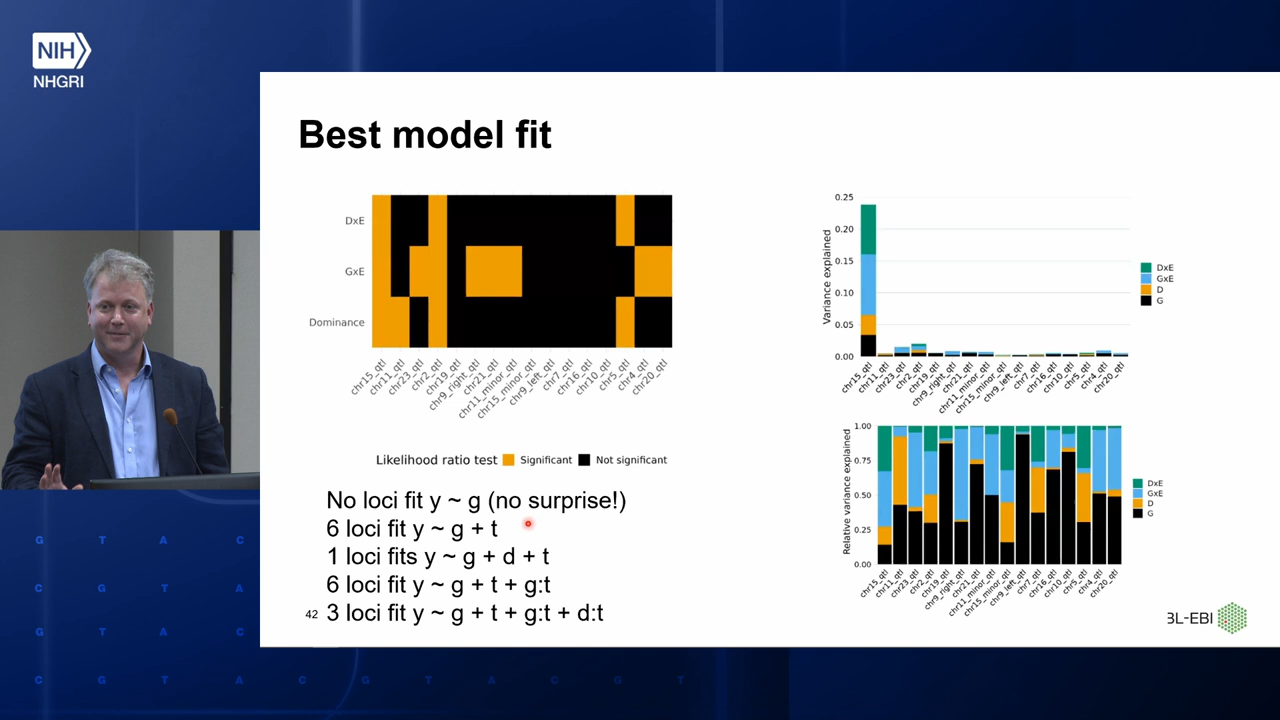 NIH
NHGRI
Best model fit
DxE
GxE
Dominance
chr15_qtl
chr11_qtl
chr23_qtl
chr2_qtl
chr19_qtl
chr9_right_qtl
chr21_qtl
chr11_minor_qtl
chr15_minor_qtl
chr9_left_qtl
chr7_qtl
chr16_qtl
chr10_qtl
chr5_qtl
chr4_qtl
chr20_qtl
Likelihood ratio test Significant Not significant
No loci fit y ~ g (no surprise!)
6 loci fit y ~ g + t
1 loci fits y ~ g + d + t
6 loci fit y ~ g + t + g:t
3 loci fit y ~ g + t + g:t + d:t
42
Variance explained
0.25
0.20
0.15
0.10
0.05
0.00
chr15_qtl
chr11_qtl
chr23_qtl
chr2_qtl
chr19_qtl
chr9_right_qtl
chr21_qtl
chr11_minor_qtl
chr15_minor_qtl
chr9_left_qtl
chr7_qtl
chr16_qtl
chr10_qtl
chr5_qtl
chr4_qtl
chr20_qtl
DxE
GxE
D
G
Relative variance explained
1.00
0.75
0.50
0.25
0.00
chr15_qtl
chr11_qtl
chr23_qtl
chr2_qtl
chr19_qtl
chr9_right_qtl
chr21_qtl
chr11_minor_qtl
chr15_minor_qtl
chr9_left_qtl
chr7_qtl
chr16_qtl
chr10_qtl
chr5_qtl
chr4_qtl
chr20_qtl
DxE
GxE
D
G
BL-EBI
G T A C
C G T A C
G T A C
C G T A C G T A C G T